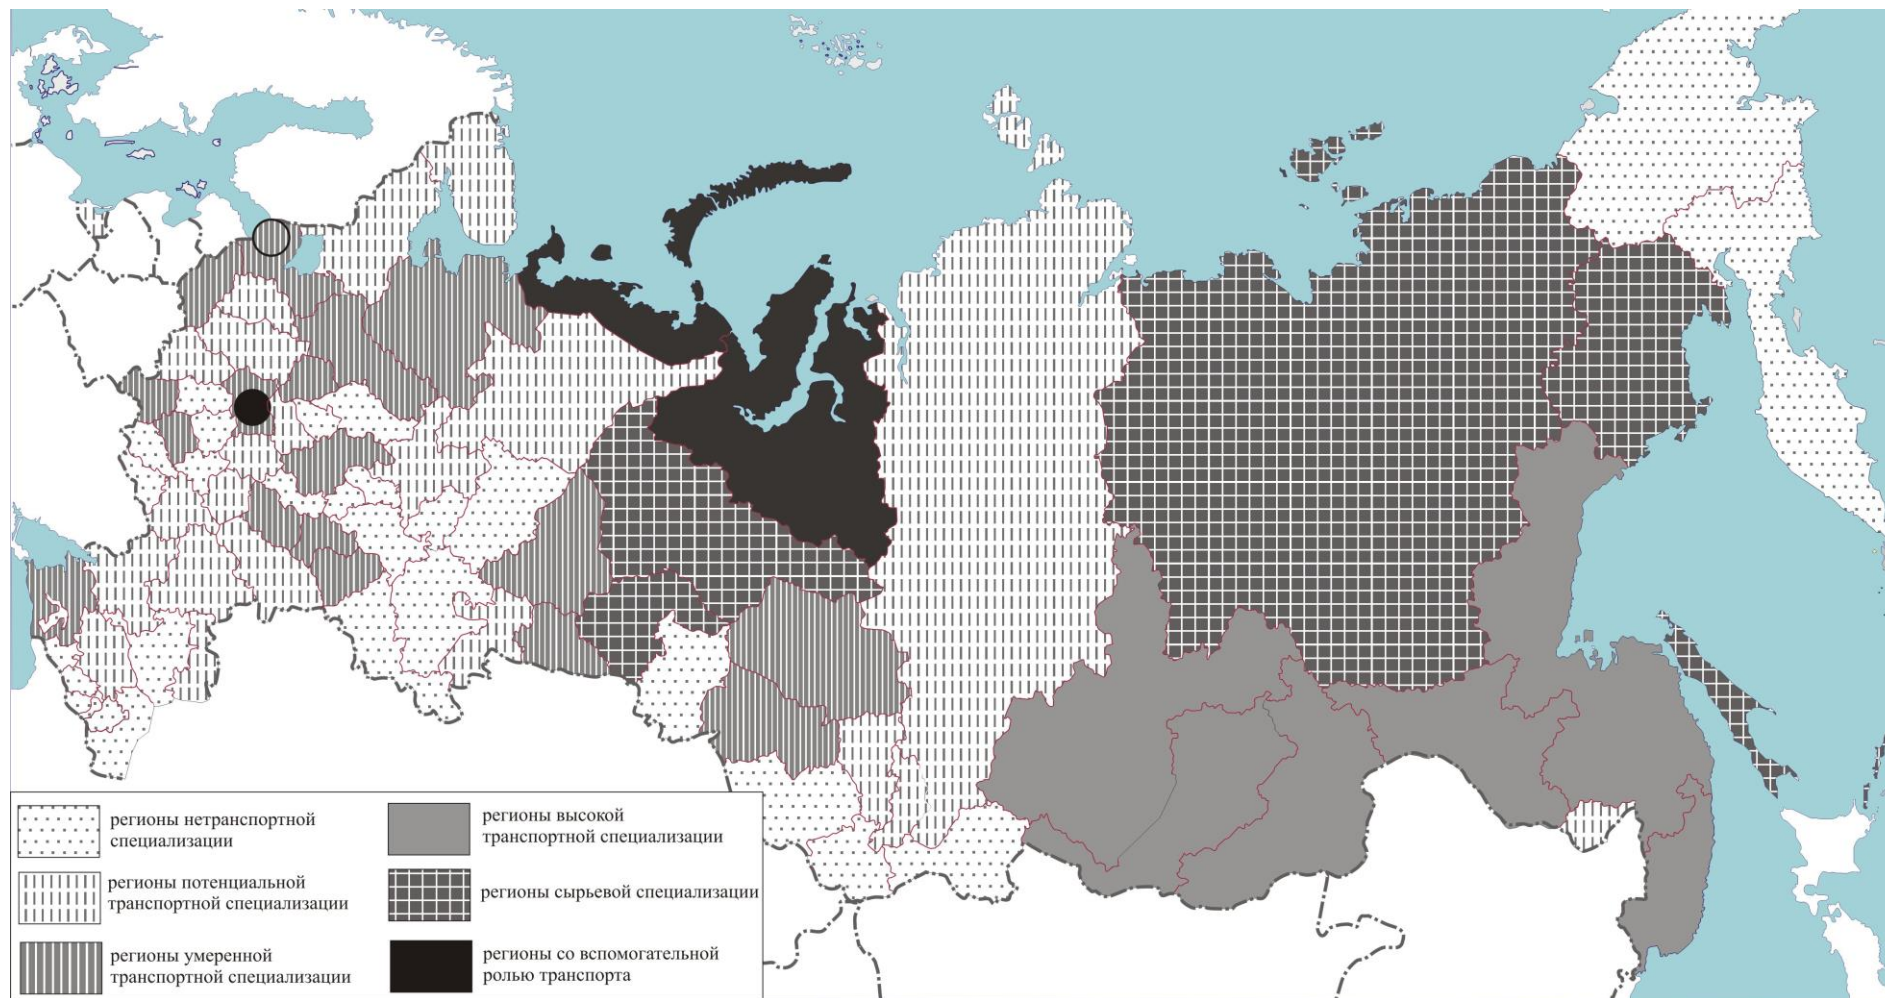 регионы нетранспортной
специализации
регионы потенциальной
транспортной специализации
регионы умеренной
транспортной специализации
регионы высокой
транспортной специализации
регионы сырьевой специализации
регионы со вспомогательной
ролью транспорта